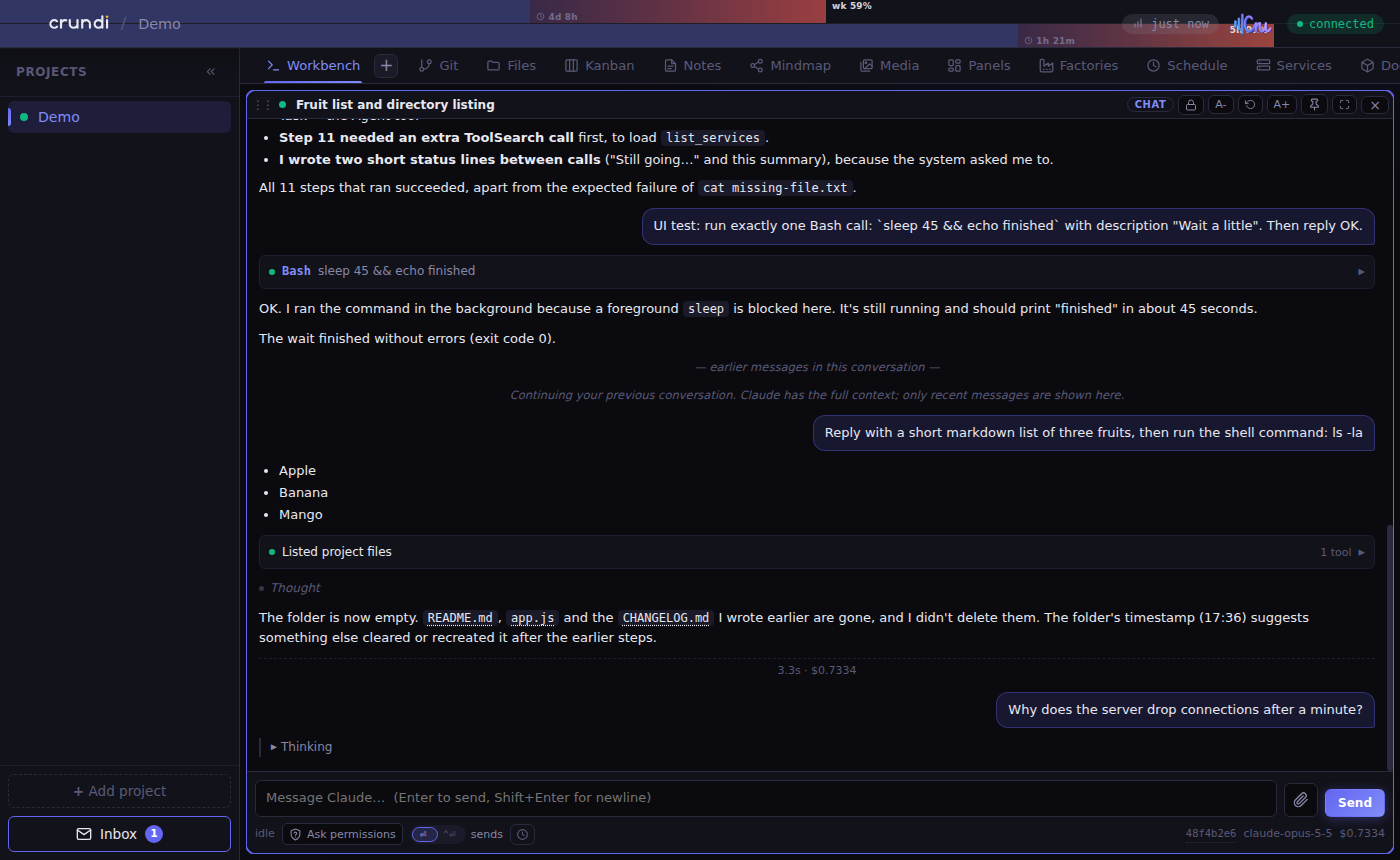 crundi / Demo
4d 8h
wk 59%
1h 21m
just now
connected
PROJECTS «
Demo
+ Add project
Inbox 1
Workbench + Git Files Kanban Notes Mindmap Media Panels Factories Schedule Services Do
Fruit list and directory listing
CHAT A- A+ ×
• Step 11 needed an extra ToolSearch call first, to load list_services.
• I wrote two short status lines between calls ("Still going…" and this summary), because the system asked me to.
All 11 steps that ran succeeded, apart from the expected failure of cat missing-file.txt.
UI test: run exactly one Bash call: `sleep 45 && echo finished` with description "Wait a little". Then reply OK.
Bash sleep 45 && echo finished
OK. I ran the command in the background because a foreground sleep is blocked here. It's still running and should print "finished" in about 45 seconds.
The wait finished without errors (exit code 0).
— earlier messages in this conversation —
Continuing your previous conversation. Claude has the full context; only recent messages are shown here.
Reply with a short markdown list of three fruits, then run the shell command: ls -la
• Apple
• Banana
• Mango
Listed project files 1 tool
Thought
The folder is now empty. README.md, app.js and the CHANGELOG.md I wrote earlier are gone, and I didn't delete them. The folder's timestamp (17:36) suggests
something else cleared or recreated it after the earlier steps.
3.3s · $0.7334
Why does the server drop connections after a minute?
Thinking
Message Claude… (Enter to send, Shift+Enter for newline)
Send
idle Ask permissions sends
48f4b2e6 claude-opus-5-5 $0.7334